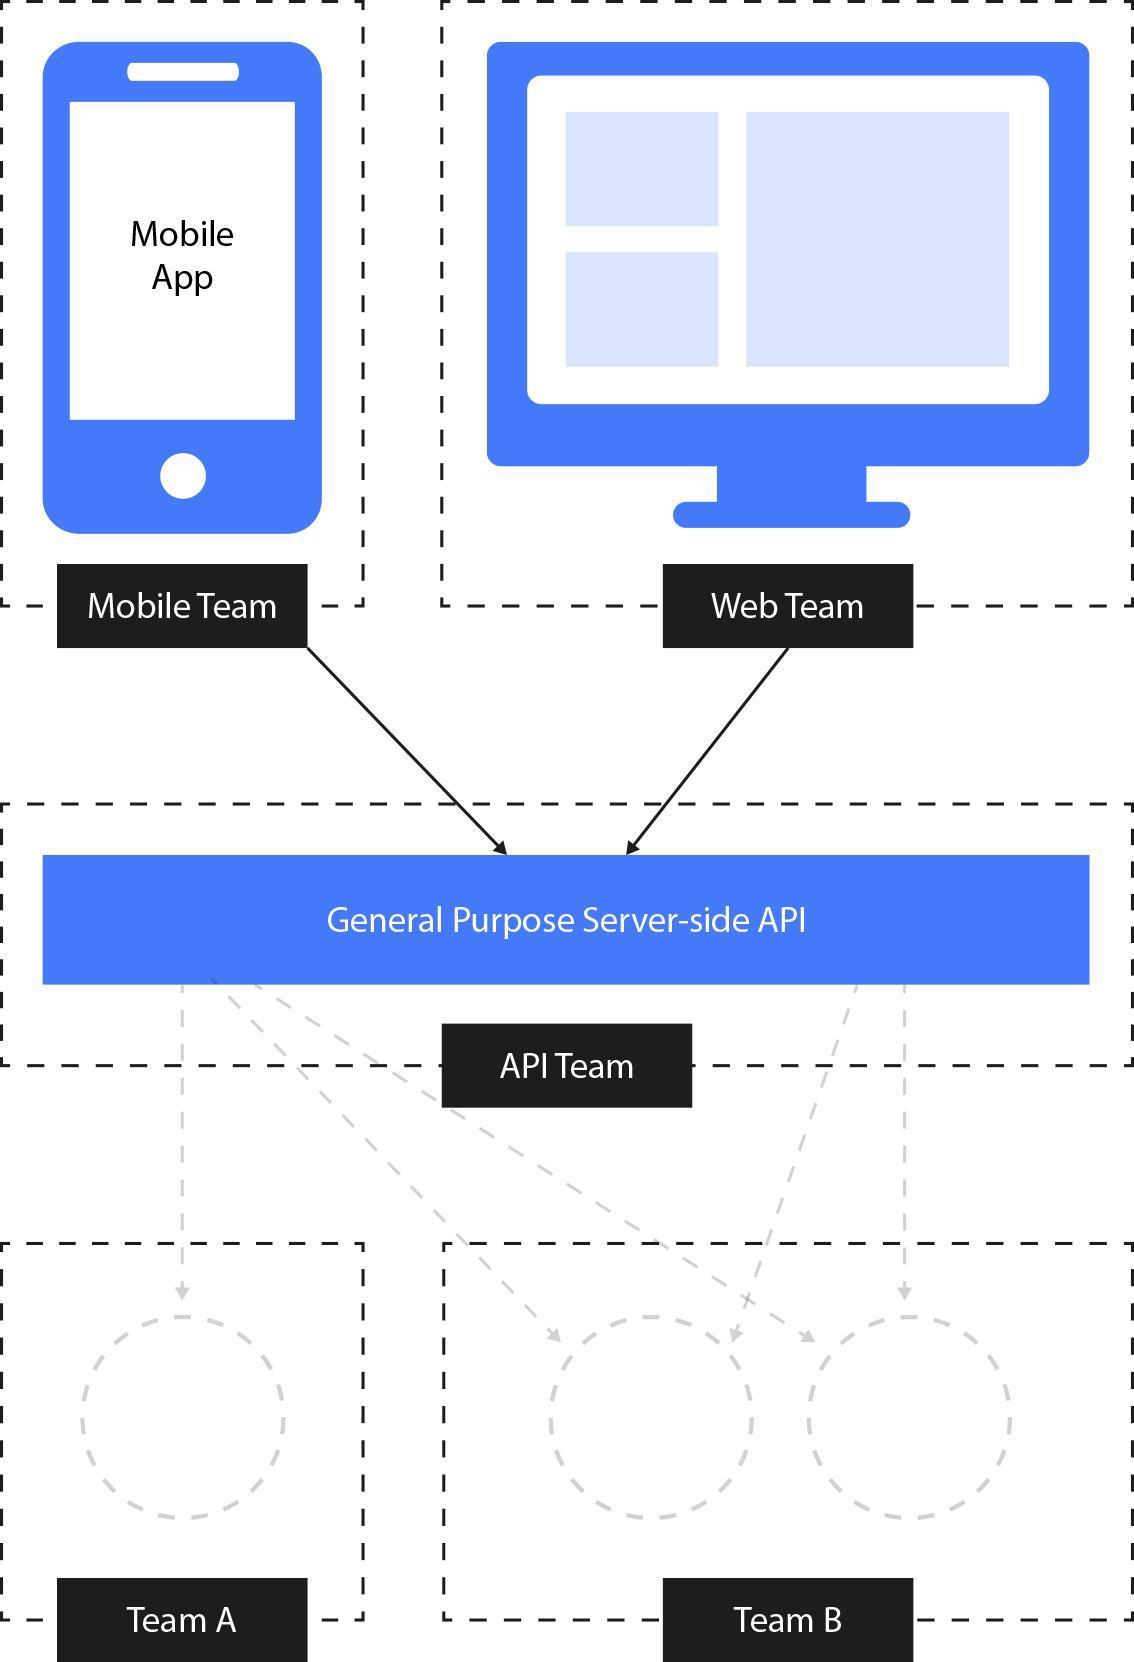 Mobile
App
Mobile Team
Web Team
General Purpose Server-side API
API Team
Team A
Team B